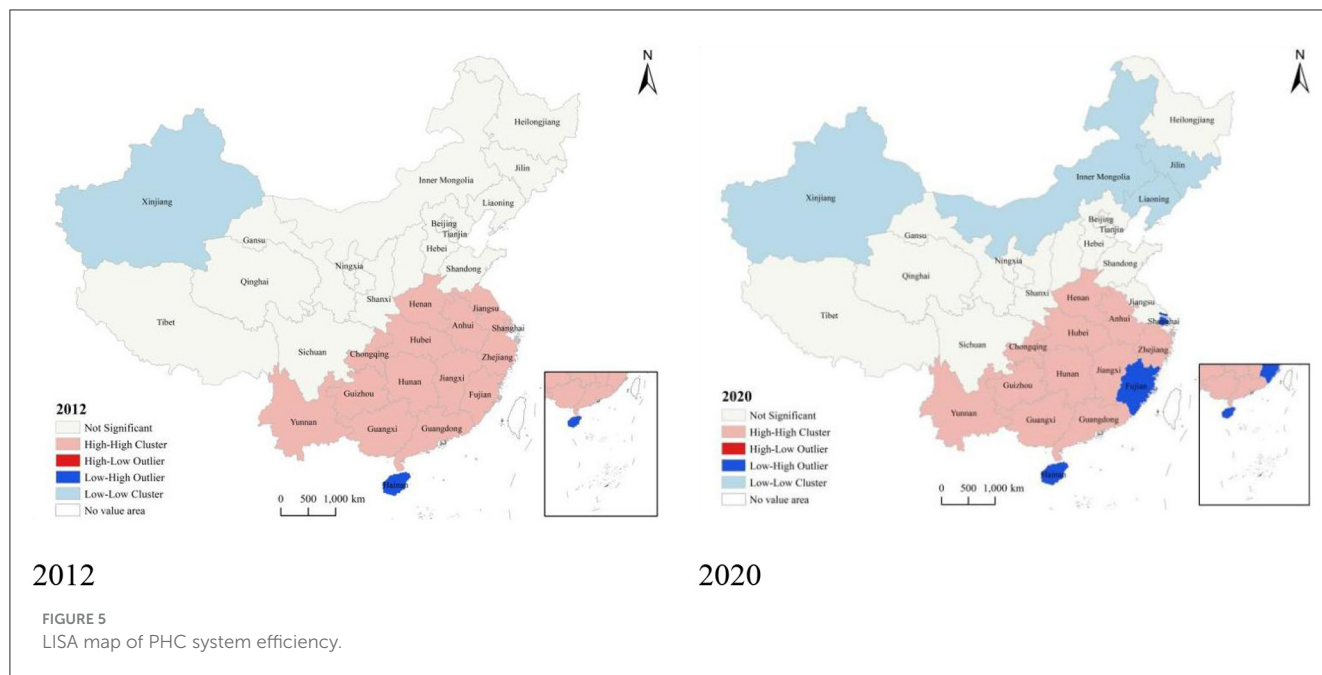 N
Heilongjiang
Jilin
Inner Mongolia
Liaoning
Xinjiang
Beijing
Tianjin
Gansu
Hebei
Ningxia
Shandong
Qinghai
Shanxi
Henan
Jiangsu
Tibet
Anhui
Shanghai
Sichuan
Chongqing
Hubei
Zhejiang
Hunan
Jiangxi
Guizhou
Fujian
Yunnan
Guangxi
Guangdong
Hainan
2012
Not Significant
High-High Cluster
High-Low Outlier
Low-High Outlier
Low-Low Cluster
No value area
0 500 1,000 km
2012
N
Heilongjiang
Jilin
Inner Mongolia
Liaoning
Xinjiang
Beijing
Tianjin
Gansu
Hebei
Ningxia
Shandong
Qinghai
Shanxi
Henan
Jiangsu
Tibet
Anhui
Shanghai
Sichuan
Chongqing
Hubei
Zhejiang
Hunan
Jiangxi
Guizhou
Fujian
Yunnan
Guangxi
Guangdong
Hainan
2020
Not Significant
High-High Cluster
High-Low Outlier
Low-High Outlier
Low-Low Cluster
No value area
0 500 1,000 km
2020
FIGURE 5
LISA map of PHC system efficiency.